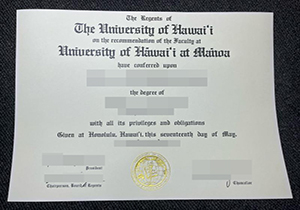 The Regents of
The University of Hawai'i
on the recommendation of the Faculty at
University of Hāwai'i at Mānoa
have conferred upon
the degree of
with all its privileges and obligations
Given at Honolulu, Hawai'i, this seventeenth day of May,
President
Chairperson, Board of Regents
Chancellor